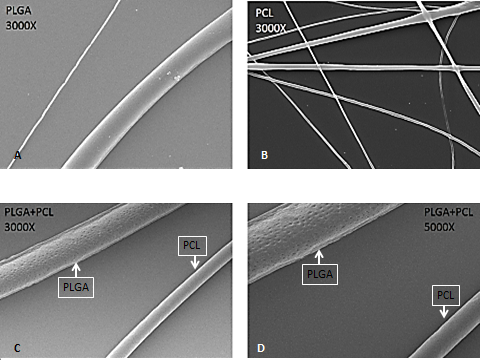 PLGA
3000X
A
PCL
3000X
B
PLGA+PCL
3000X
PCL
PLGA
C
PLGA+PCL
5000X
PLGA
PCL
D